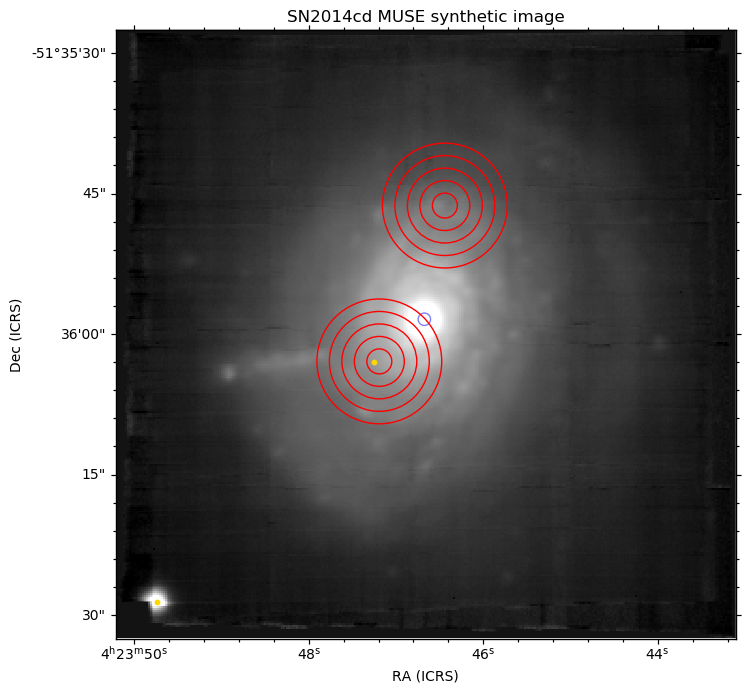 SN2014cd MUSE synthetic image
-51°35'30"
45"
36'00"
15"
30"
Dec (ICRS)
4ʰ23ᵐ50ˢ
48ˢ
46ˢ
44ˢ
RA (ICRS)